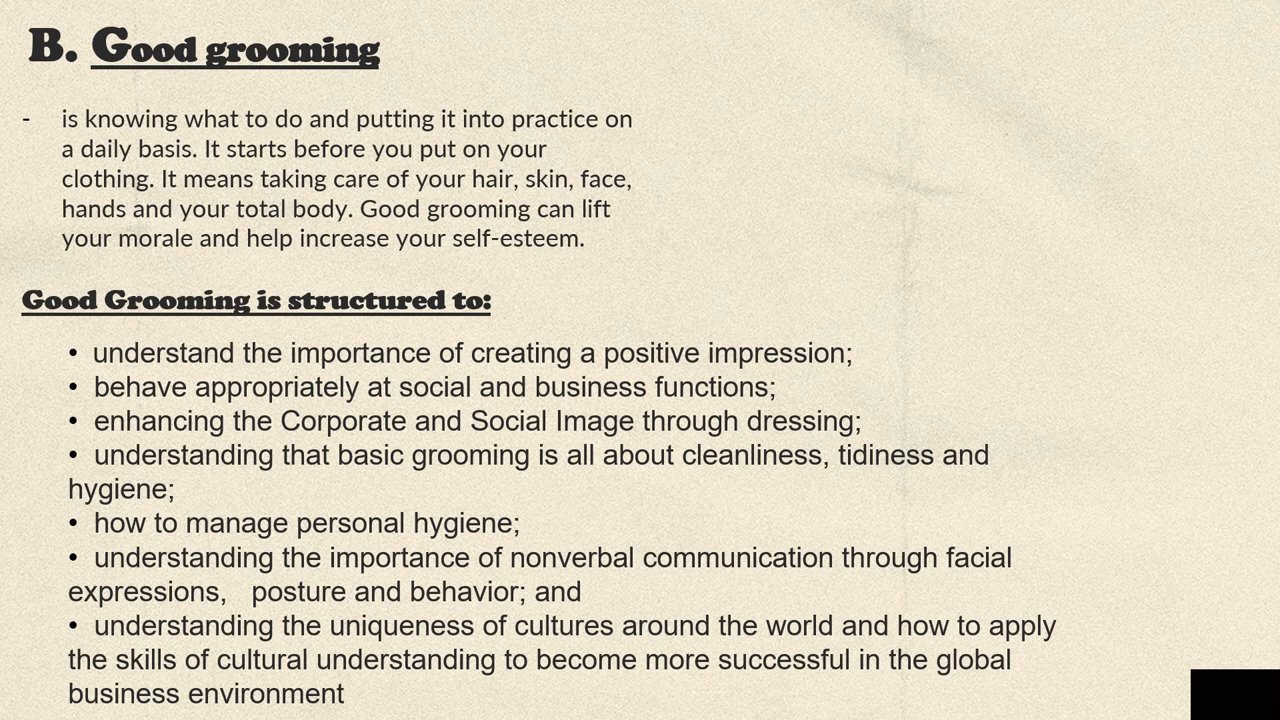 B. Good grooming
- is knowing what to do and putting it into practice on
a daily basis. It starts before you put on your
clothing. It means taking care of your hair, skin, face,
hands and your total body. Good grooming can lift
your morale and help increase your self-esteem.
Good Grooming is structured to:
• understand the importance of creating a positive impression;
• behave appropriately at social and business functions;
• enhancing the Corporate and Social Image through dressing;
• understanding that basic grooming is all about cleanliness, tidiness and
hygiene;
• how to manage personal hygiene;
• understanding the importance of nonverbal communication through facial
expressions,   posture and behavior; and
• understanding the uniqueness of cultures around the world and how to apply
the skills of cultural understanding to become more successful in the global
business environment